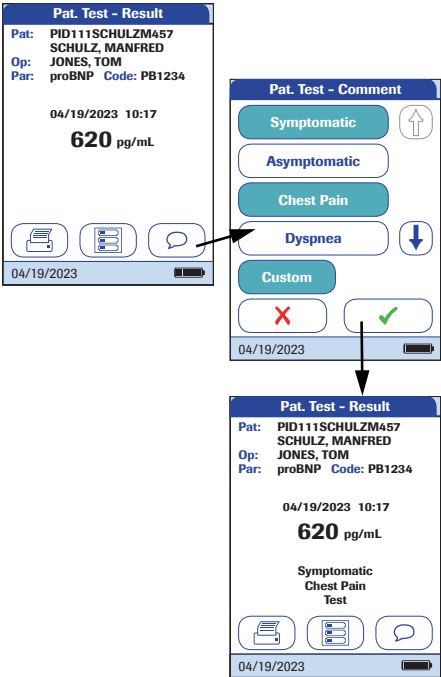 Pat. Test - Result
Pat: PID111SCHULZM457
SCHULZ, MANFRED
Op: JONES, TOM
Par: proBNP Code: PB1234
04/19/2023 10:17
620 pg/mL
04/19/2023
Pat. Test - Comment
Symptomatic
Asymptomatic
Chest Pain
Dyspnea
Custom
04/19/2023
Pat. Test - Result
Pat: PID111SCHULZM457
SCHULZ, MANFRED
Op: JONES, TOM
Par: proBNP Code: PB1234
04/19/2023 10:17
620 pg/mL
Symptomatic
Chest Pain
Test
04/19/2023